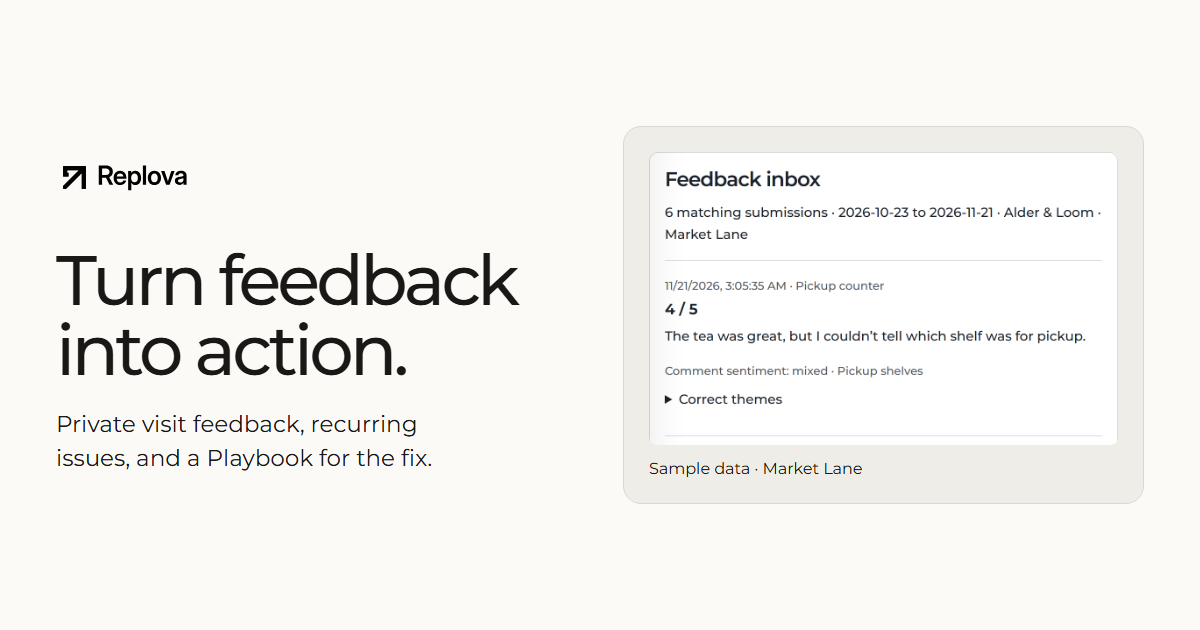 Replova
Turn feedback
into action.
Private visit feedback, recurring
issues, and a Playbook for the fix.
Feedback inbox
6 matching submissions · 2026-10-23 to 2026-11-21 · Alder & Loom ·
Market Lane
11/21/2026, 3:05:35 AM · Pickup counter
4 / 5
The tea was great, but I couldn’t tell which shelf was for pickup.
Comment sentiment: mixed · Pickup shelves
Correct themes
Sample data · Market Lane